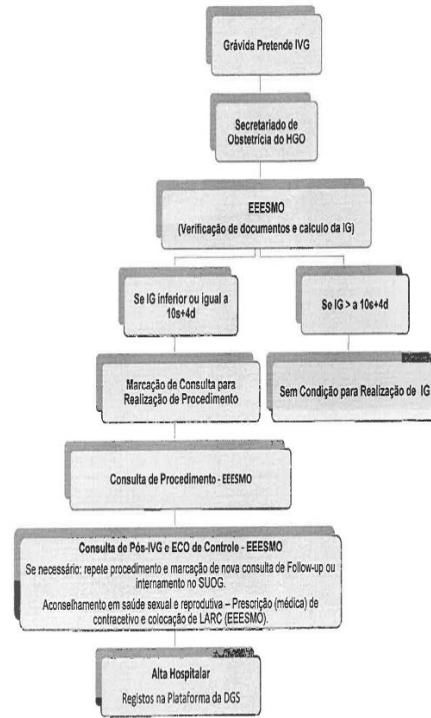 Grávida Pretende IVG
Secretariado de
Obstetrícia do HGO
EEESMO
(Verificação de documentos e calculo da IG)
Se IG inferior ou igual a
10s+4d
Se IG > a 10s+4d
Marcação de Consulta para
Realização de Procedimento
Sem Condição para Realização de IG
Consulta de Procedimento - EEESMO
Consulta de Pós-IVG e ECO de Controle - EEESMO
Se necessário: repete procedimento e marcação de nova consulta de Follow-up ou
internamento no SUOG.
Aconselhamento em saúde sexual e reprodutiva – Prescrição (médica) de
contracetivo e colocação de LARC (EEESMO).
Alta Hospitalar
Registos na Plataforma da DGS